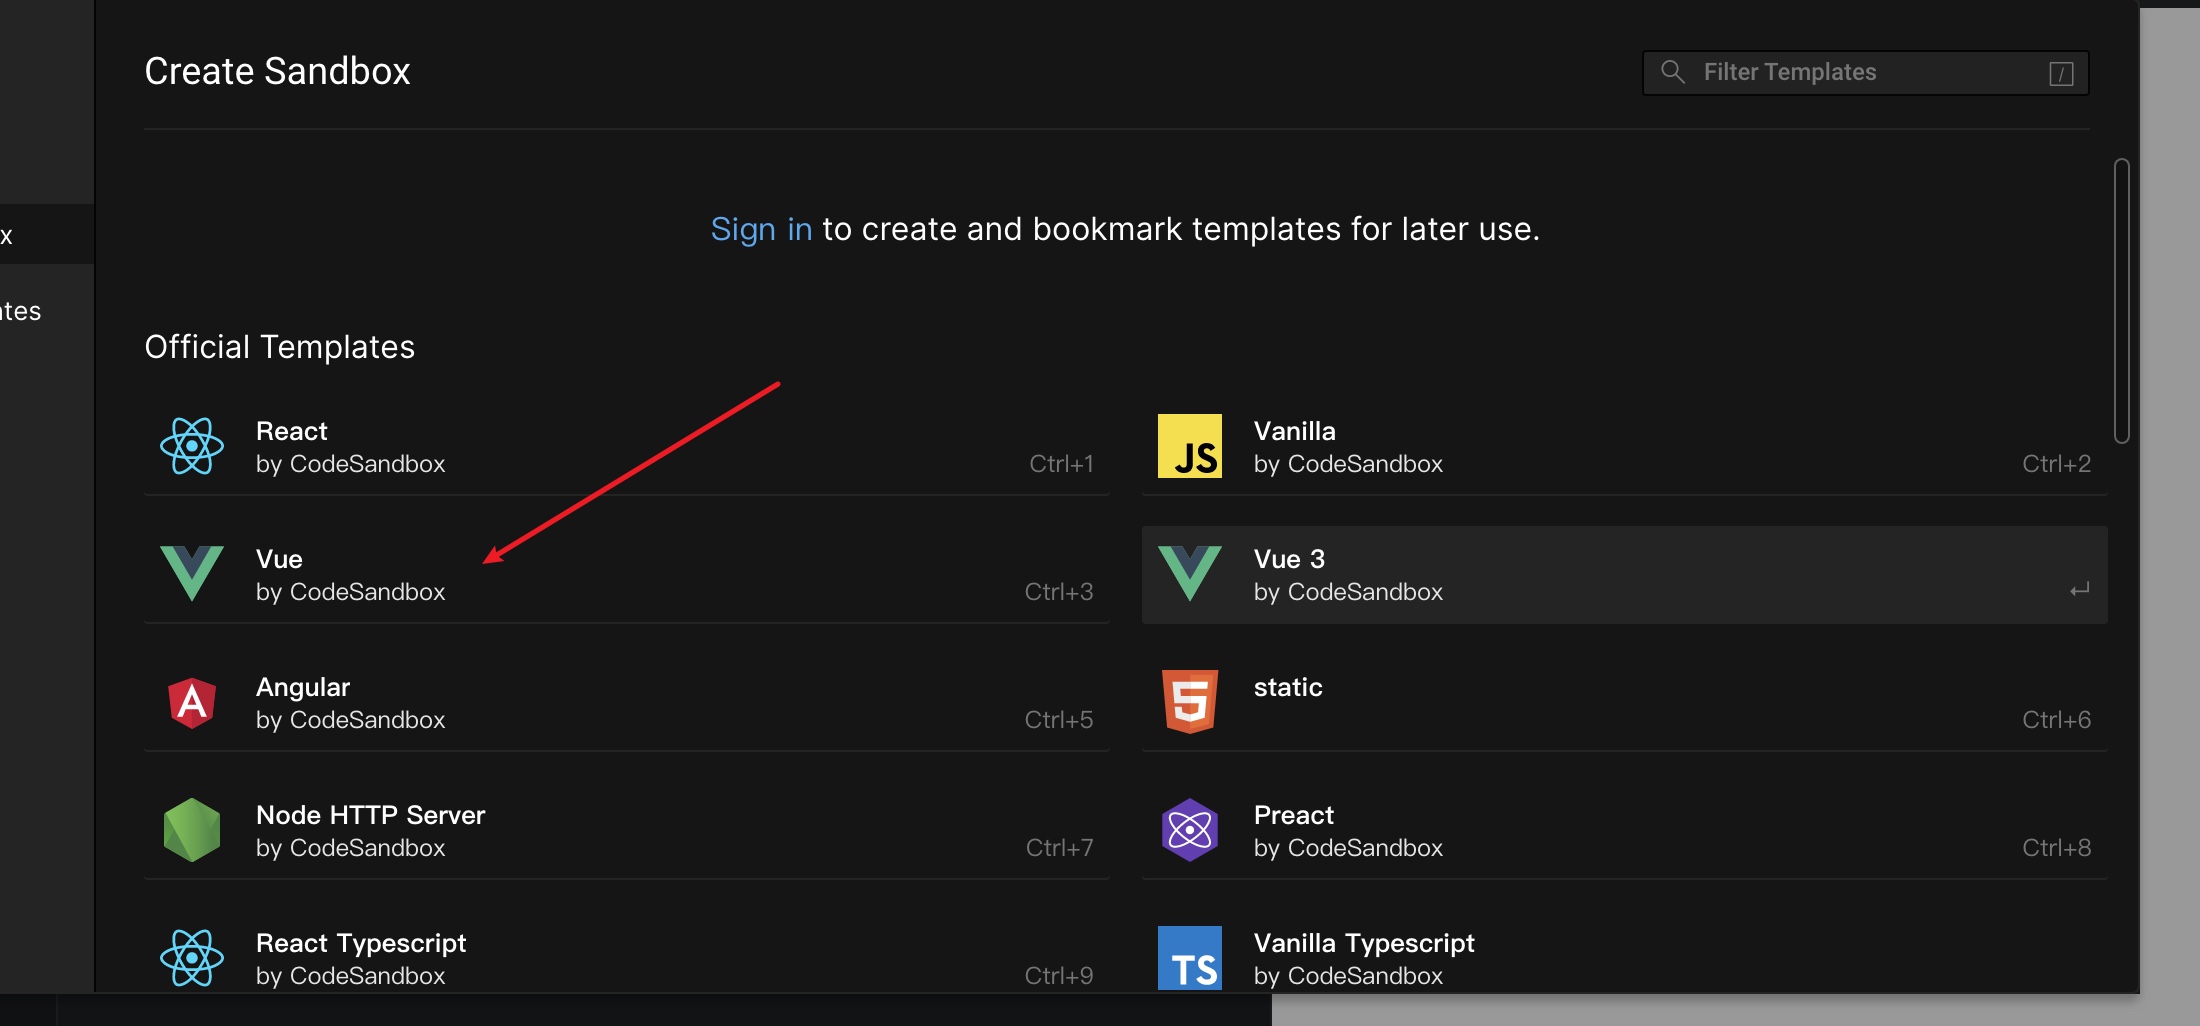 Create Sandbox
Filter Templates
/
x
ates
Sign in to create and bookmark templates for later use.
Official Templates
React
by CodeSandbox
Ctrl+1
JS
Vanilla
by CodeSandbox
Ctrl+2
Vue
by CodeSandbox
Ctrl+3
Vue 3
by CodeSandbox
Angular
by CodeSandbox
Ctrl+5
static
Ctrl+6
Node HTTP Server
by CodeSandbox
Ctrl+7
Preact
by CodeSandbox
Ctrl+8
React Typescript
by CodeSandbox
Ctrl+9
TS
Vanilla Typescript
by CodeSandbox